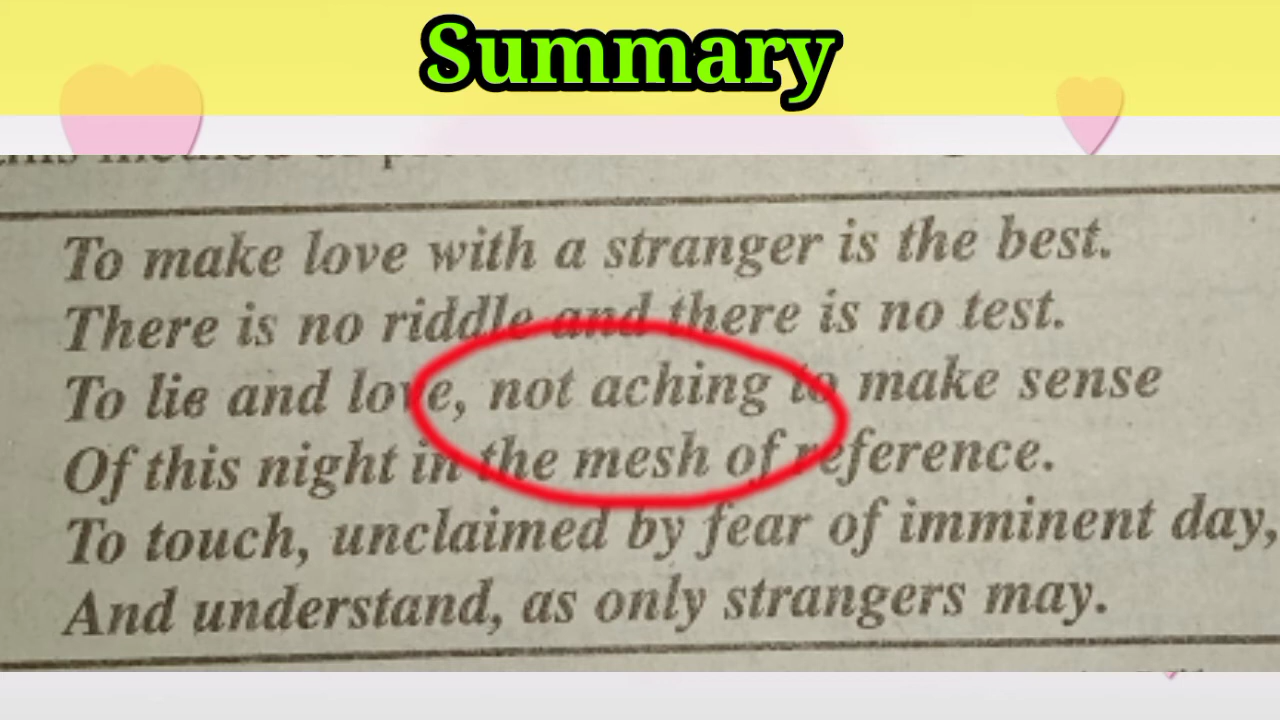 Summary
To make love with a stranger is the best.
There is no riddle and there is no test.
To lie and love, not aching to make sense
Of this night in the mesh of reference.
To touch, unclaimed by fear of imminent day,
And understand, as only strangers may.